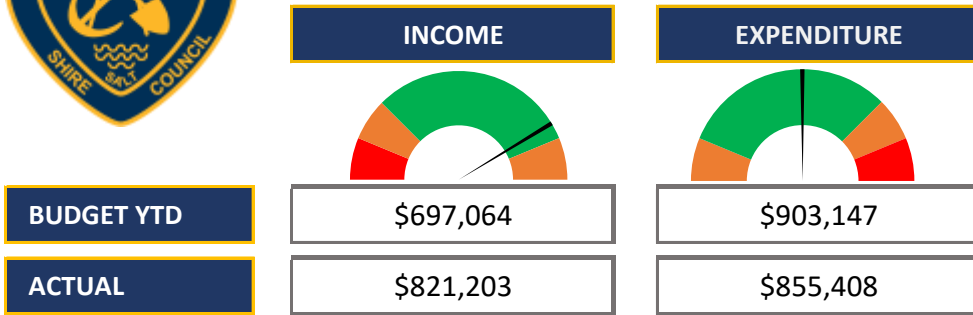 SHIRE SALT COUNCIL
INCOME EXPENDITURE
BUDGET YTD $697,064 $903,147
ACTUAL $821,203 $855,408